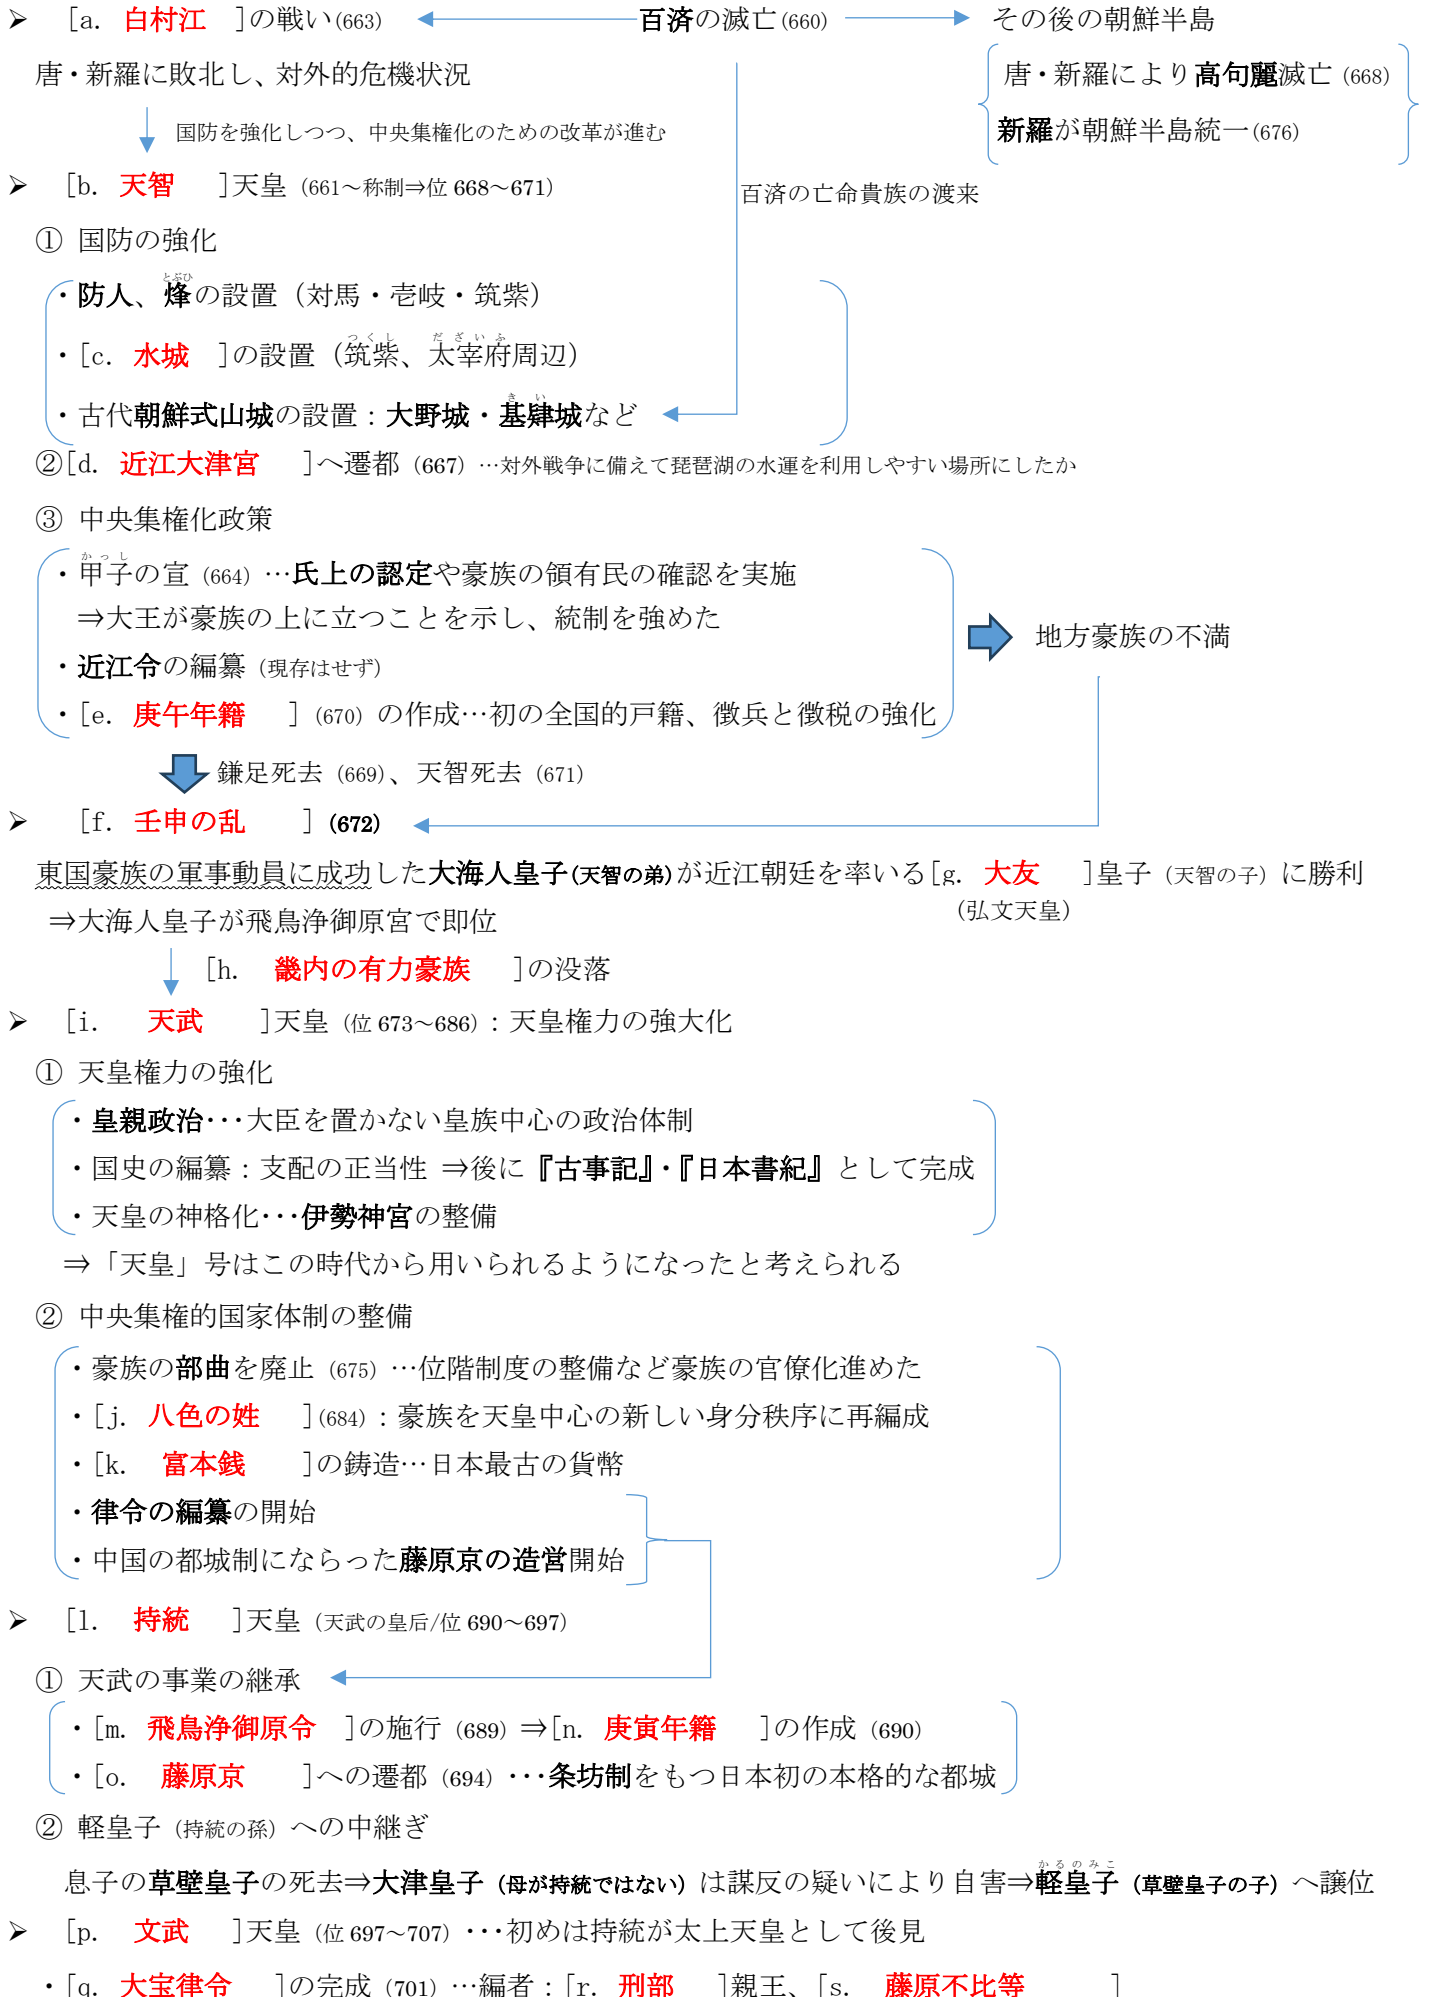 ➢ [a. 白村江 ]の戦い(663) 百済の滅亡(660) その後の朝鮮半島
唐・新羅に敗北し、対外的危機状況 唐・新羅により高句麗滅亡(668)
国防を強化しつつ、中央集権化のための改革が進む 新羅が朝鮮半島統一(676)
➢ [b. 天智 ]天皇(661～称制⇒位 668～671)
百済の亡命貴族の渡来
① 国防の強化
・防人、烽の設置(対馬・壱岐・筑紫)
とぶひ
・[c. 水城 ]の設置(筑紫、太宰府周辺)
つくし だざいふ
・古代朝鮮式山城の設置：大野城・基肄城など
きい
②[d. 近江大津宮 ]へ遷都(667)…対外戦争に備えて琵琶湖の水運を利用しやすい場所にしたか
③ 中央集権化政策
・甲子の宣(664)…氏上の認定や豪族の領有民の確認を実施
かっし
⇒大王が豪族の上に立つことを示し、統制を強めた
地方豪族の不満
・近江令の編纂(現存はせず)
・[e. 庚午年籍 ](670)の作成…初の全国的戸籍、徴兵と徴税の強化
鎌足死去(669)、天智死去(671)
➢ [f. 壬申の乱 ](672)
東国豪族の軍事動員に成功した大海人皇子(天智の弟)が近江朝廷を率いる[g. 大友 ]皇子(天智の子)に勝利
(弘文天皇)
⇒大海人皇子が飛鳥浄御原宮で即位
[h. 畿内の有力豪族 ]の没落
➢ [i. 天武 ]天皇(位 673～686)：天皇権力の強大化
① 天皇権力の強化
・皇親政治･･･大臣を置かない皇族中心の政治体制
・国史の編纂：支配の正当性 ⇒後に『古事記』・『日本書紀』として完成
・天皇の神格化･･･伊勢神宮の整備
⇒「天皇」号はこの時代から用いられるようになったと考えられる
② 中央集権的国家体制の整備
・豪族の部曲を廃止(675)…位階制度の整備など豪族の官僚化進めた
・[j. 八色の姓 ](684)：豪族を天皇中心の新しい身分秩序に再編成
・[k. 富本銭 ]の鋳造…日本最古の貨幣
・律令の編纂の開始
・中国の都城制にならった藤原京の造営開始
➢ [l. 持統 ]天皇(天武の皇后/位 690～697)
① 天武の事業の継承
・[m. 飛鳥浄御原令 ]の施行(689)⇒[n. 庚寅年籍 ]の作成(690)
・[o. 藤原京 ]への遷都(694)･･･条坊制をもつ日本初の本格的な都城
② 軽皇子(持統の孫)への中継ぎ
かるのみこ
息子の草壁皇子の死去⇒大津皇子(母が持統ではない)は謀反の疑いにより自害⇒軽皇子(草壁皇子の子)へ譲位
➢ [p. 文武 ]天皇(位 697～707)･･･初めは持統が太上天皇として後見
・[q. 大宝律令 ]の完成(701)…編者：[r. 刑部 ]親王、[s. 藤原不比等 ]